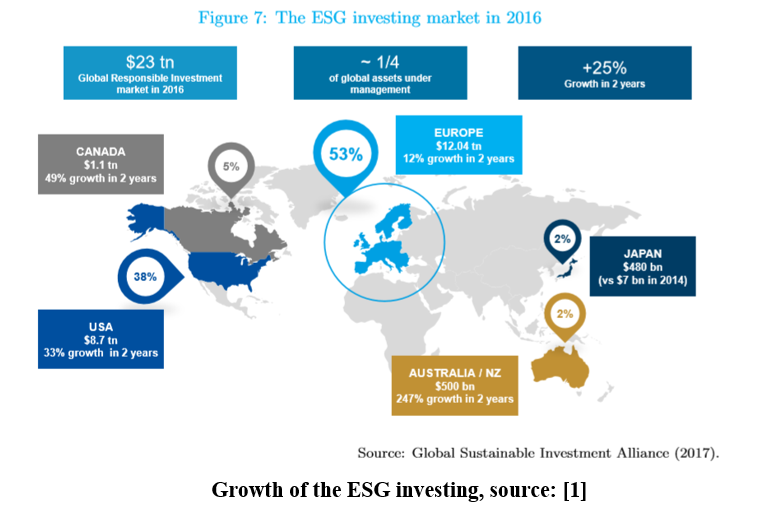 Figure 7: The ESG investing market in 2016
$23 tn
Global Responsible Investment
market in 2016
~ 1/4
of global assets under
management
+25%
Growth in 2 years
CANADA
$1.1 tn
49% growth in 2 years
5%
53%
EUROPE
$12.04 tn
12% growth in 2 years
38%
USA
$8.7 tn
33% growth in 2 years
2%
JAPAN
$480 bn
(vs $7 bn in 2014)
2%
AUSTRALIA / NZ
$500 bn
247% growth in 2 years
Source: Global Sustainable Investment Alliance (2017).
Growth of the ESG investing, source: [1]